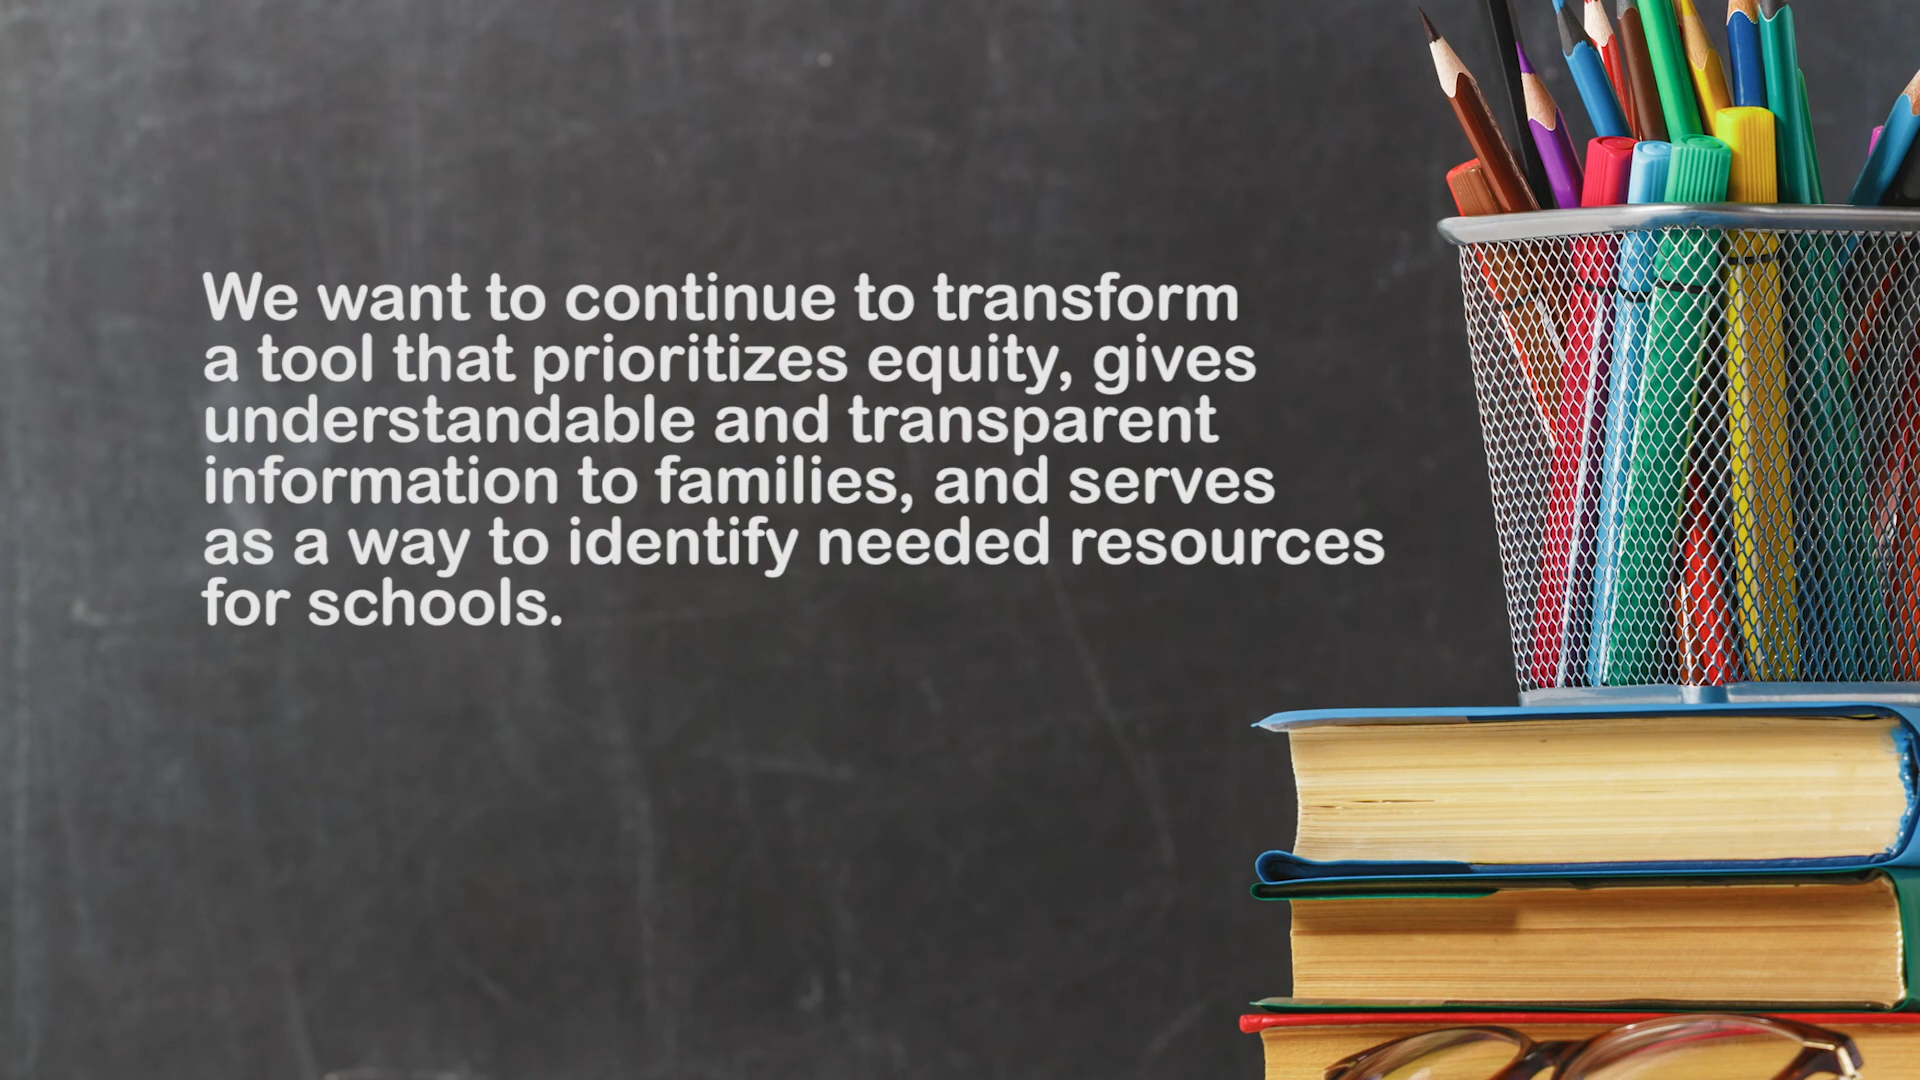 We want to continue to transform
a tool that prioritizes equity, gives
understandable and transparent
information to families, and serves
as a way to identify needed resources
for schools.